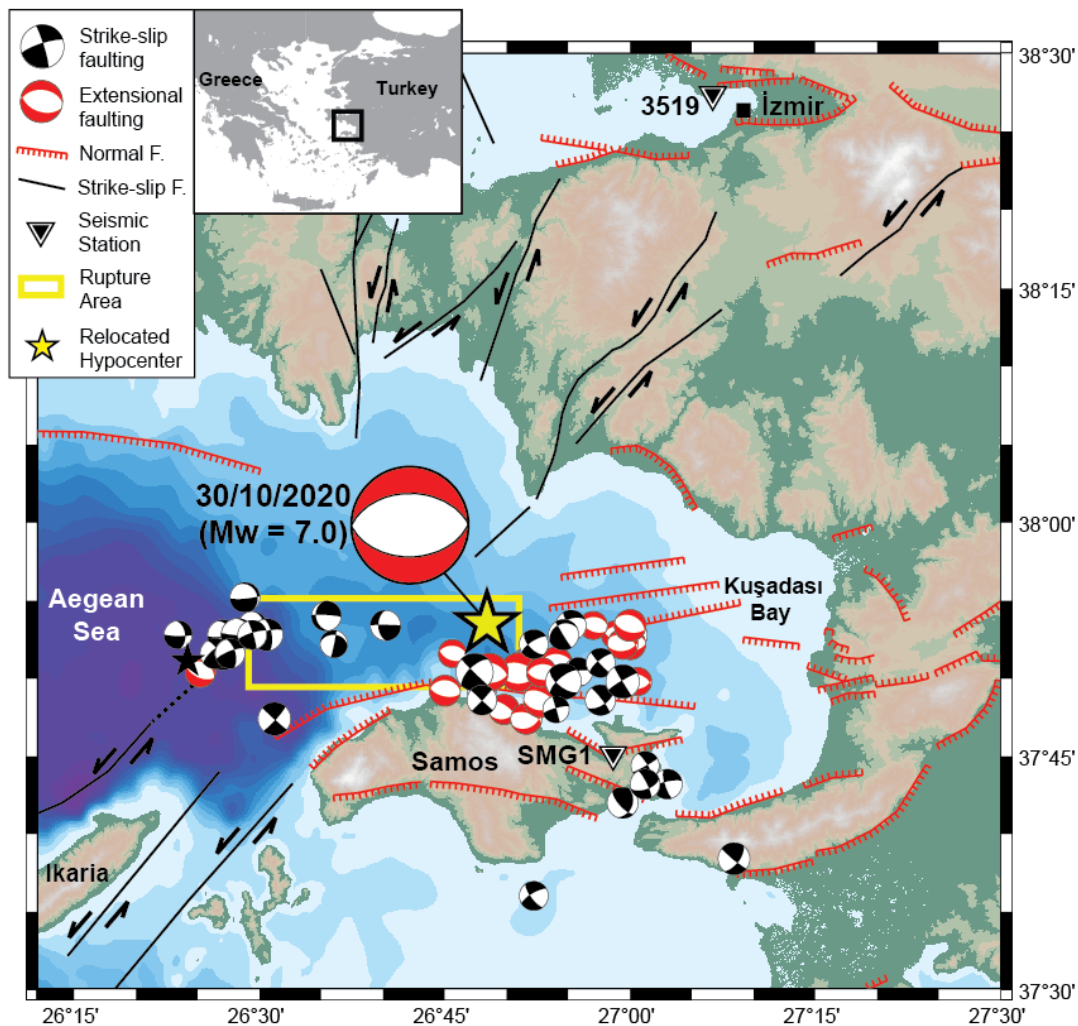 Strike-slip
faulting
Extensional
faulting
Normal F.
Strike-slip F.
Seismic
Station
Rupture
Area
Relocated
Hypocenter
Greece
Turkey
3519
İzmir
30/10/2020
(Mw = 7.0)
Aegean
Sea
Kuşadası
Bay
Samos
SMG1
Ikaria
38°30'
38°15'
38°00'
37°45'
37°30'
26°15'
26°30'
26°45'
27°00'
27°15'
27°30'